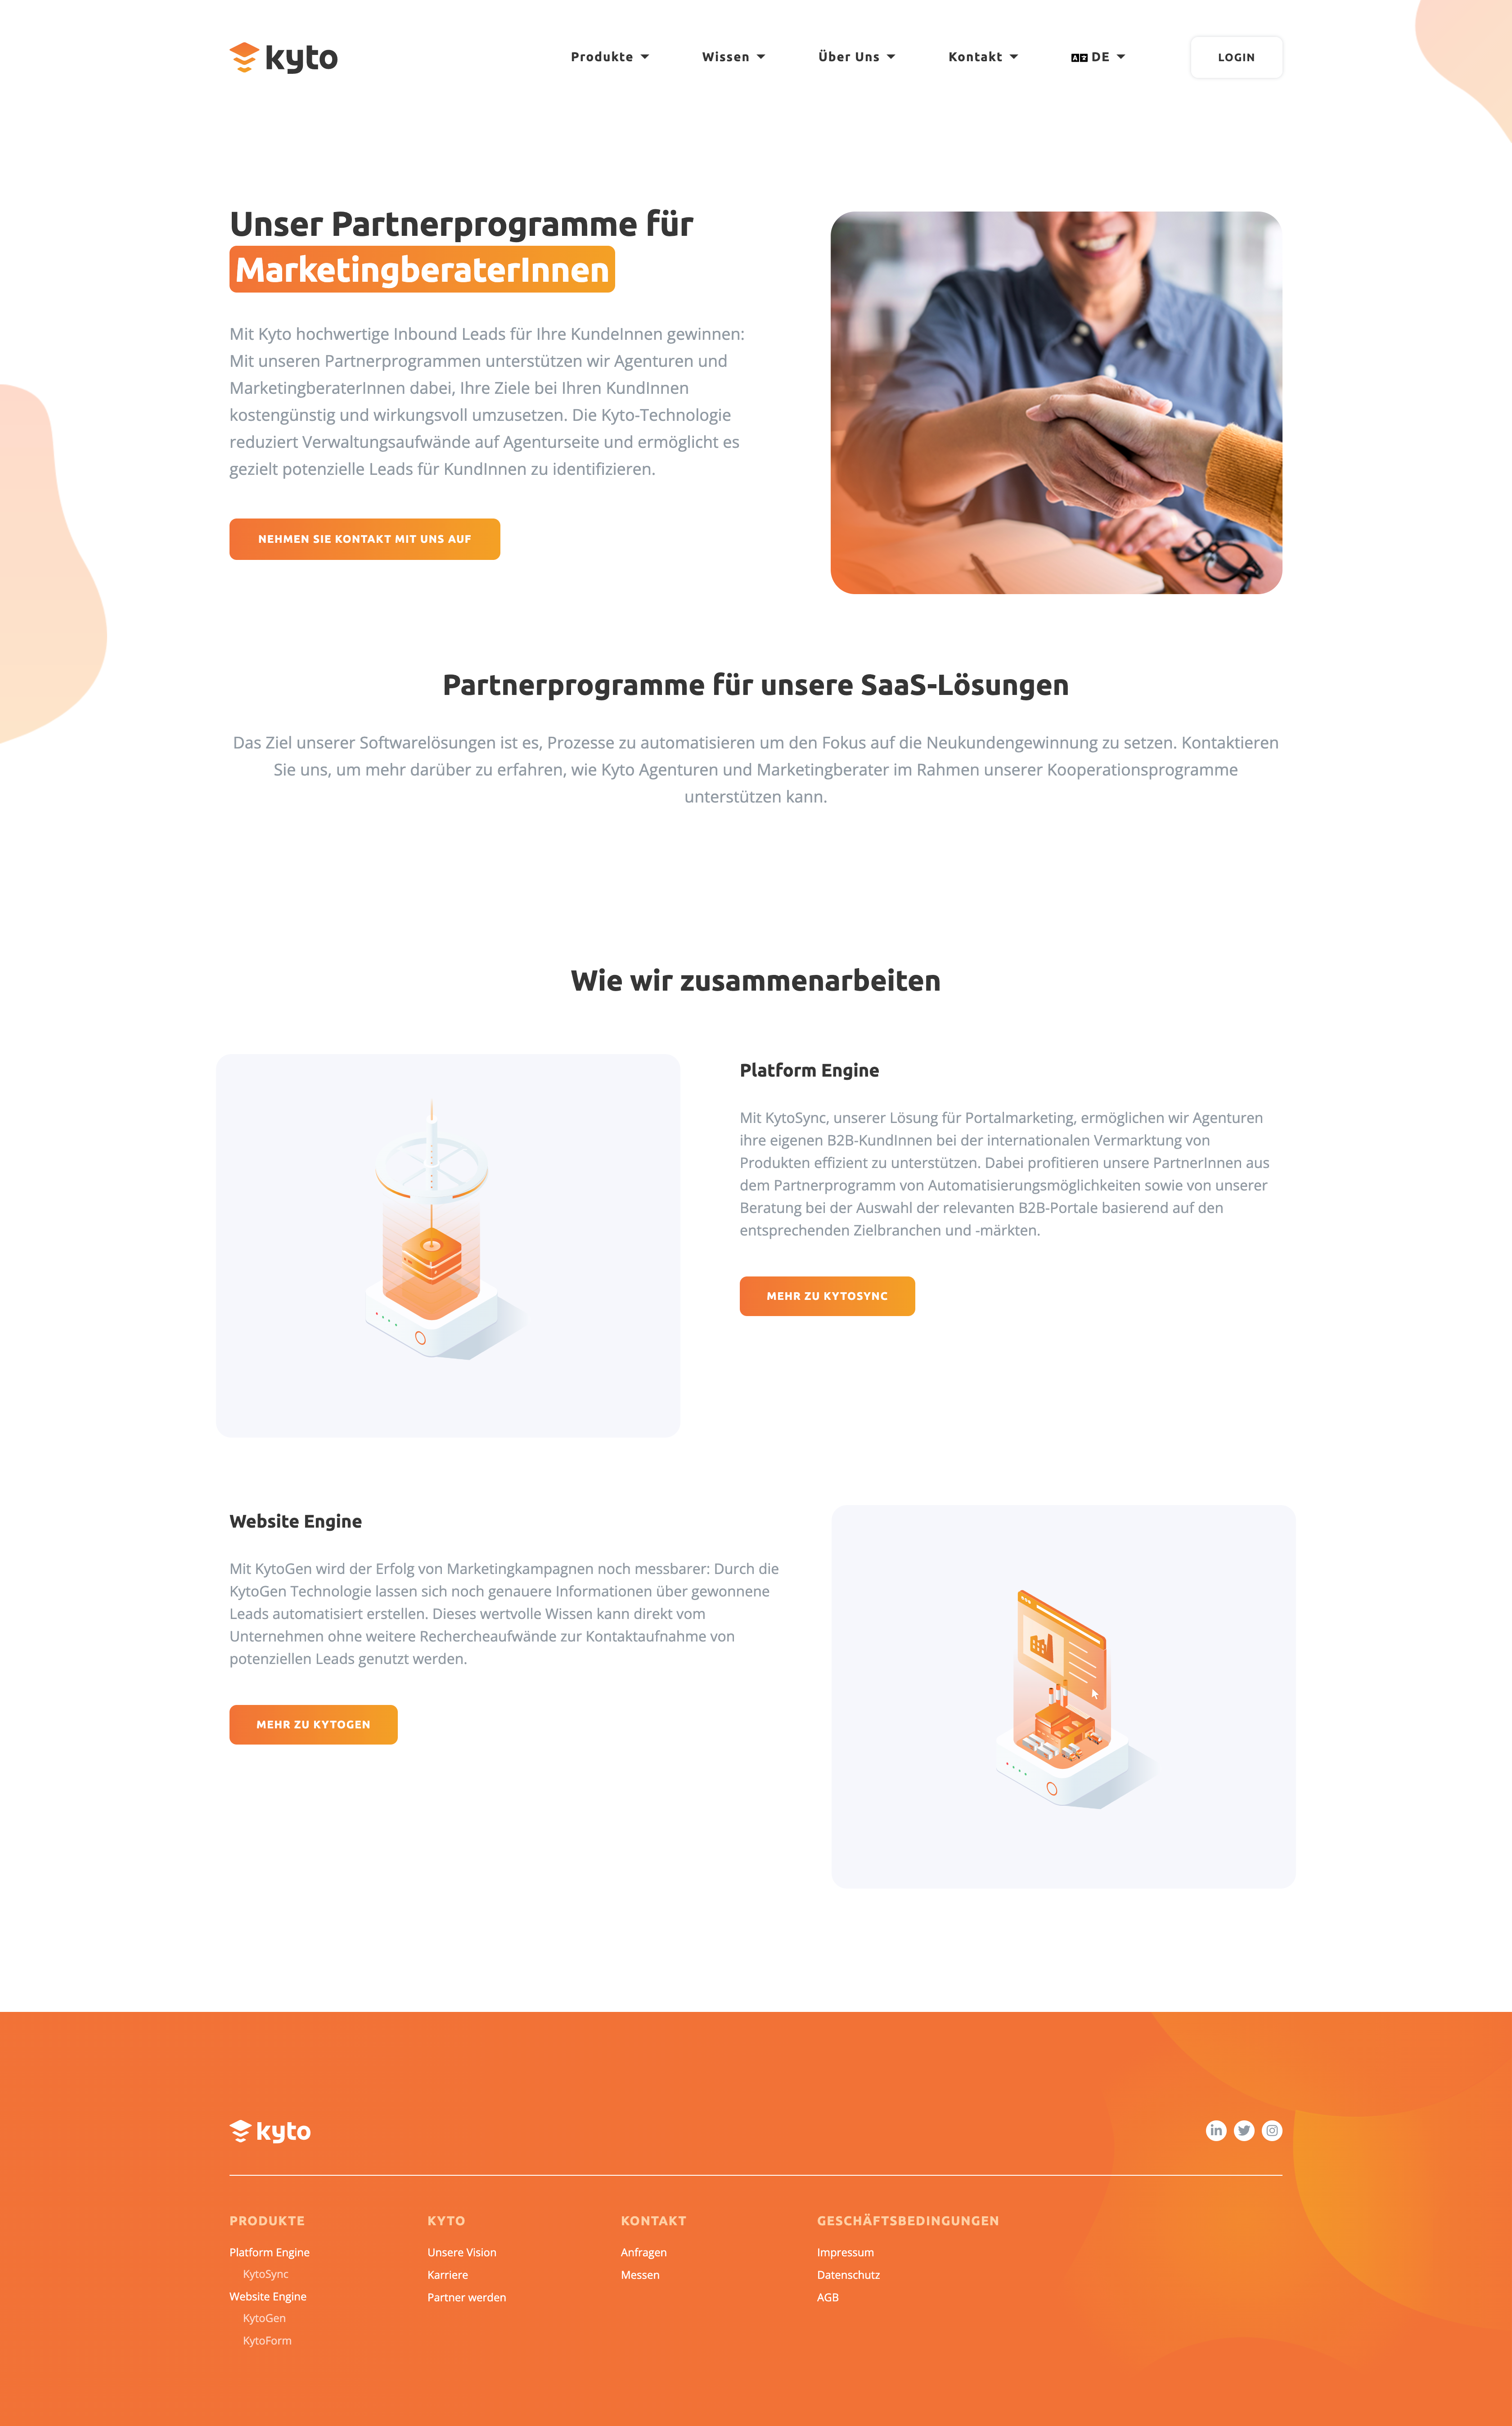 kyto
Produkte
Wissen
Über Uns
Kontakt
DE
LOGIN
Unser Partnerprogramme für
MarketingberaterInnen
Mit Kyto hochwertige Inbound Leads für Ihre KundeInnen gewinnen:
Mit unseren Partnerprogrammen unterstützen wir Agenturen und
MarketingberaterInnen dabei, Ihre Ziele bei Ihren KundInnen
kostengünstig und wirkungsvoll umzusetzen. Die Kyto-Technologie
reduziert Verwaltungsaufwände auf Agenturseite und ermöglicht es
gezielt potenzielle Leads für KundInnen zu identifizieren.
NEHMEN SIE KONTAKT MIT UNS AUF
Partnerprogramme für unsere SaaS-Lösungen
Das Ziel unserer Softwarelösungen ist es, Prozesse zu automatisieren um den Fokus auf die Neukundengewinnung zu setzen. Kontaktieren
Sie uns, um mehr darüber zu erfahren, wie Kyto Agenturen und Marketingberater im Rahmen unserer Kooperationsprogramme
unterstützen kann.
Wie wir zusammenarbeiten
Platform Engine
Mit KytoSync, unserer Lösung für Portalmarketing, ermöglichen wir Agenturen
ihre eigenen B2B-KundInnen bei der internationalen Vermarktung von
Produkten effizient zu unterstützen. Dabei profitieren unsere PartnerInnen aus
dem Partnerprogramm von Automatisierungsmöglichkeiten sowie von unserer
Beratung bei der Auswahl der relevanten B2B-Portale basierend auf den
entsprechenden Zielbranchen und -märkten.
MEHR ZU KYTOSYNC
Website Engine
Mit KytoGen wird der Erfolg von Marketingkampagnen noch messbarer: Durch die
KytoGen Technologie lassen sich noch genauere Informationen über gewonnene
Leads automatisiert erstellen. Dieses wertvolle Wissen kann direkt vom
Unternehmen ohne weitere Rechercheaufwände zur Kontaktaufnahme von
potenziellen Leads genutzt werden.
MEHR ZU KYTOGEN
kyto
PRODUKTE
Platform Engine
KytoSync
Website Engine
KytoGen
KytoForm
KYTO
Unsere Vision
Karriere
Partner werden
KONTAKT
Anfragen
Messen
GESCHÄFTSBEDINGUNGEN
Impressum
Datenschutz
AGB